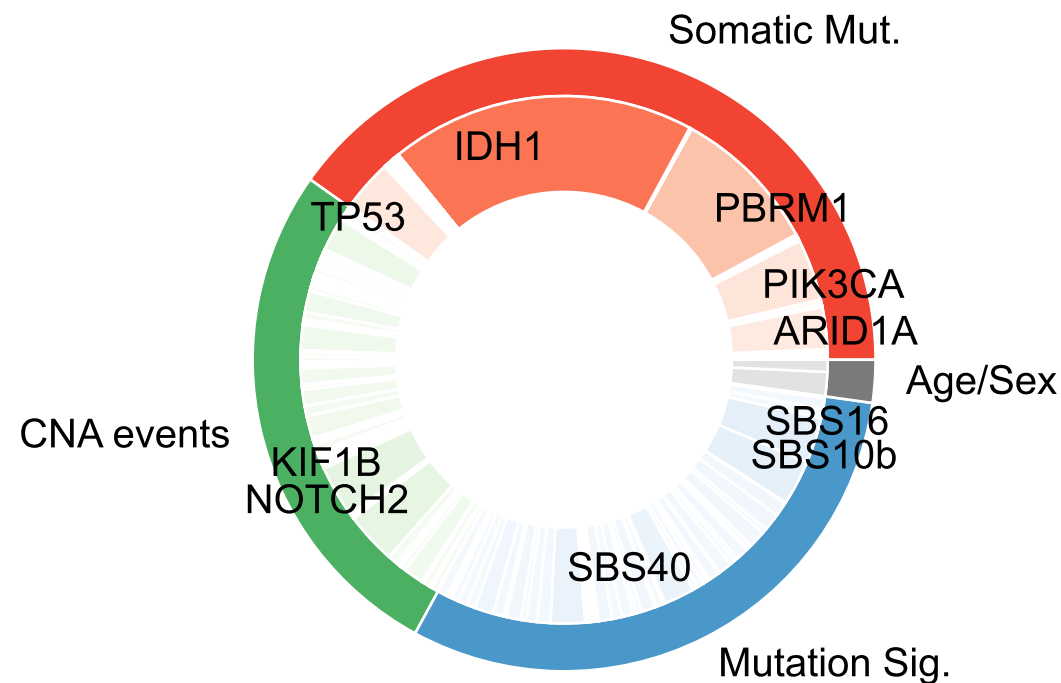 Somatic Mut.
IDH1
TP53
PBRM1
PIK3CA
ARID1A
Age/Sex
SBS16
CNA events
SBS10b
KIF1B
NOTCH2
SBS40
Mutation Sig.